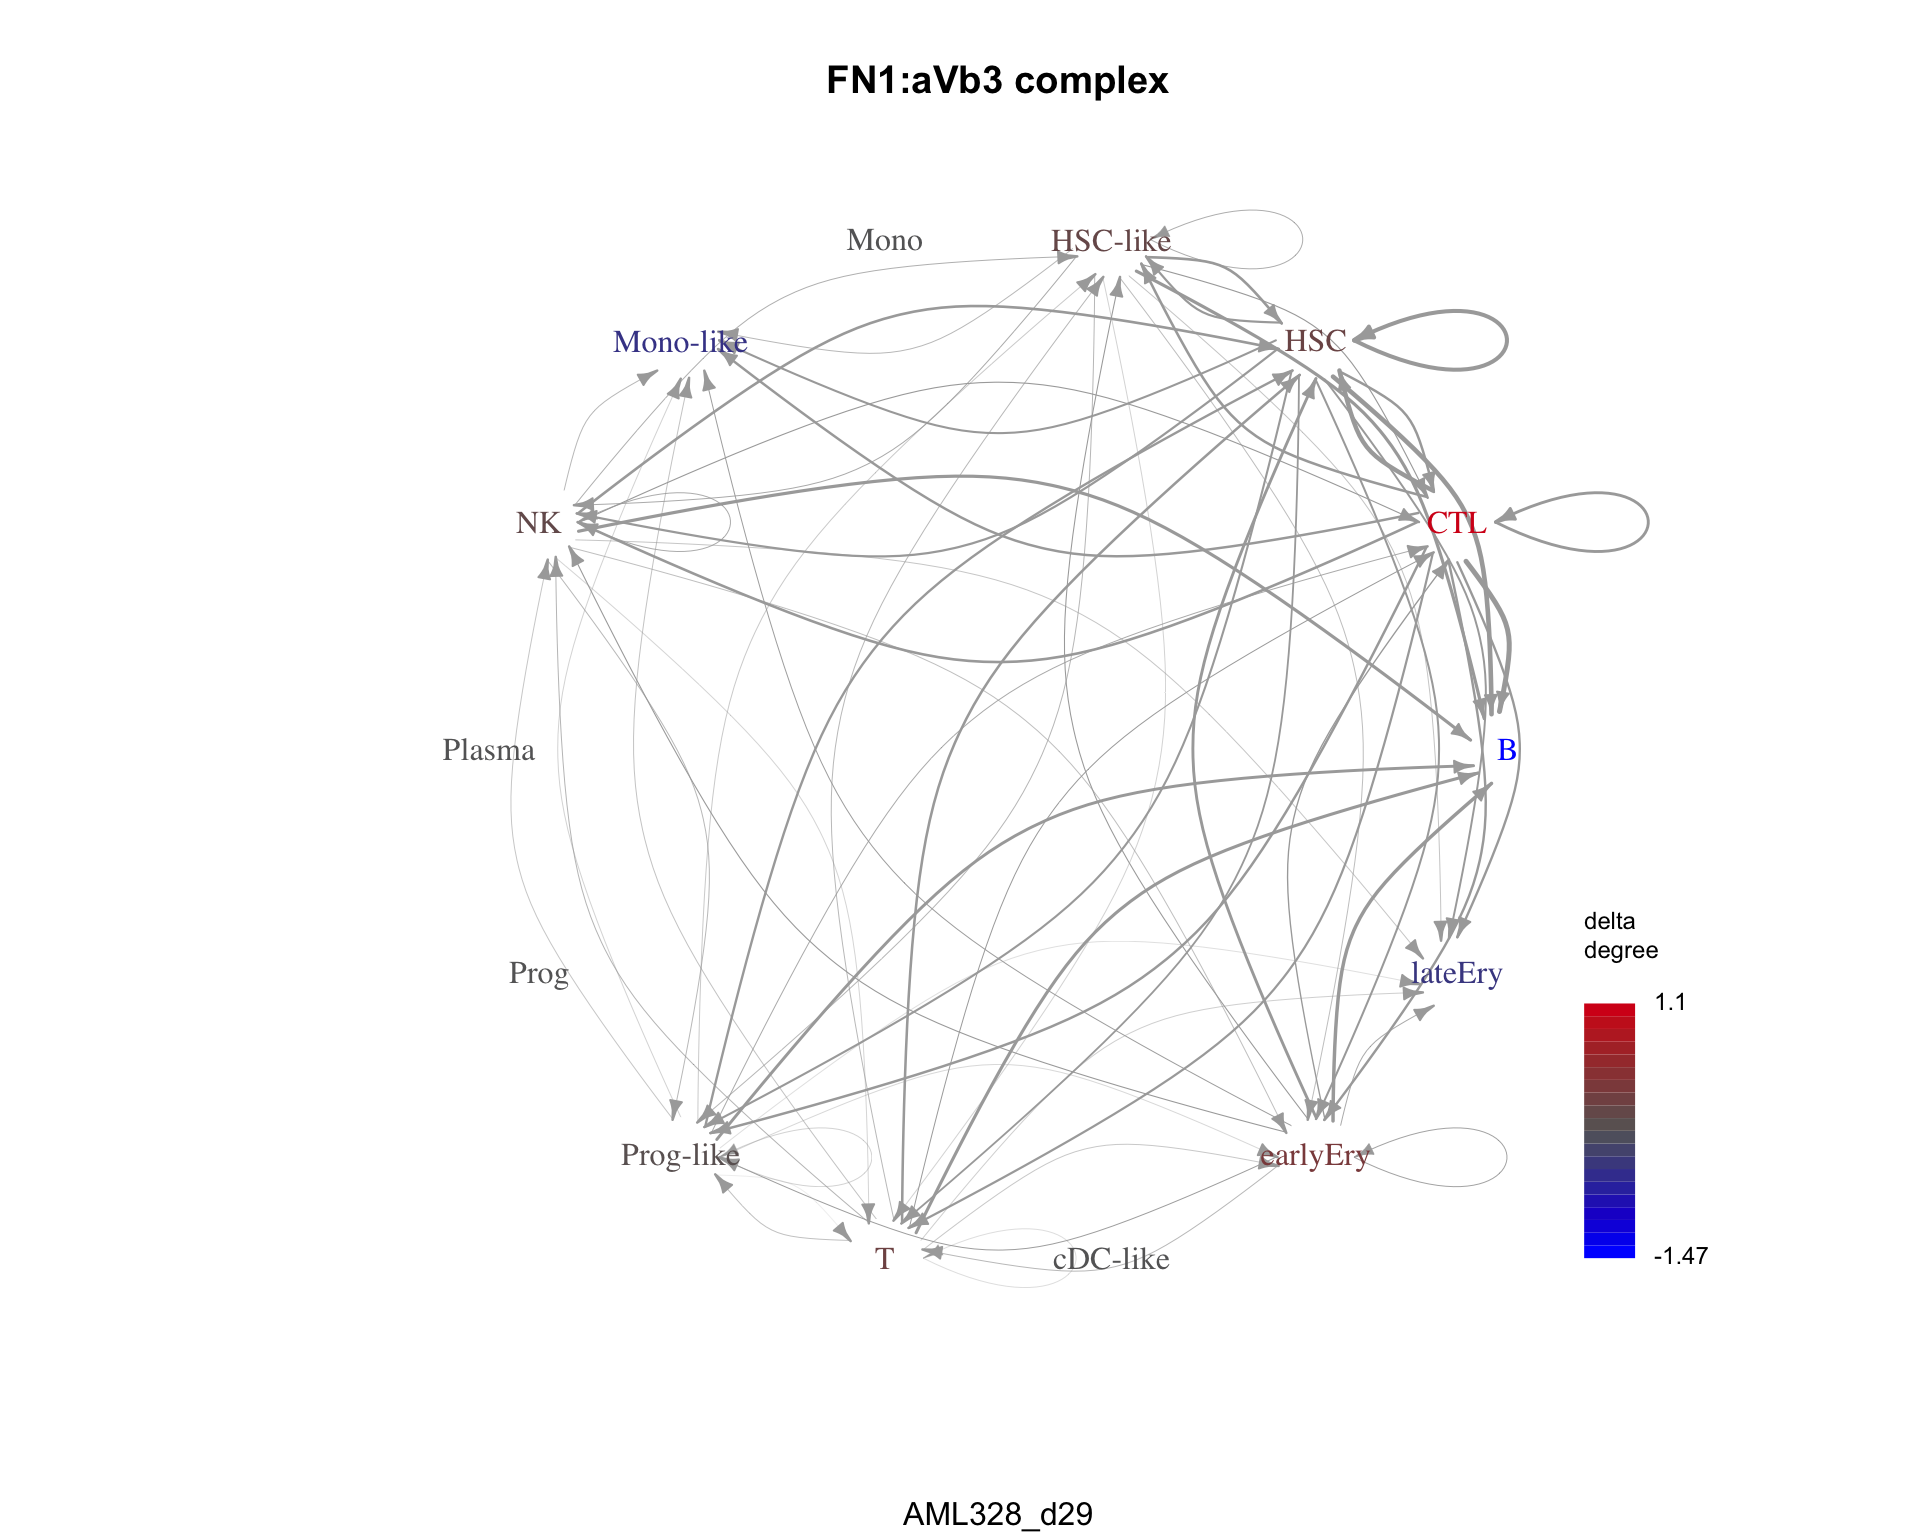 FN1:aVb3 complex
Mono
HSC-like
Mono-like
HSC
NK
CTL
Plasma
B
delta
degree
Prog
lateEry
1.1
Prog-like
earlyEry
T
cDC-like
-1.47
AML328_d29